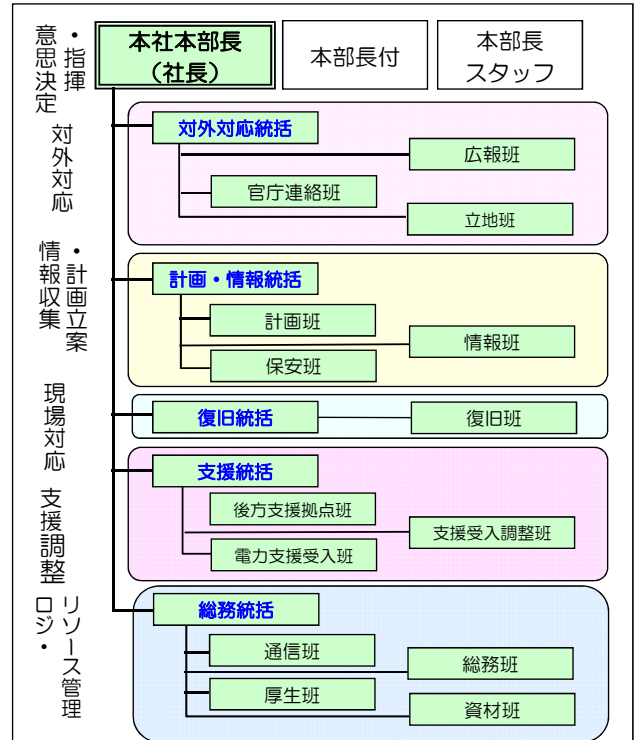 意思決定
・指揮
本社本部長
（社長）
本部長付
本部長
スタッフ
対外対応
対外対応統括
広報班
官庁連絡班
立地班
情報収集
・計画立案
計画・情報統括
計画班
情報班
保安班
現場対応
復旧統括
復旧班
支援調整
支援統括
後方支援拠点班
支援受入調整班
電力支援受入班
ロジ・
リソース管理
総務統括
通信班
総務班
厚生班
資材班